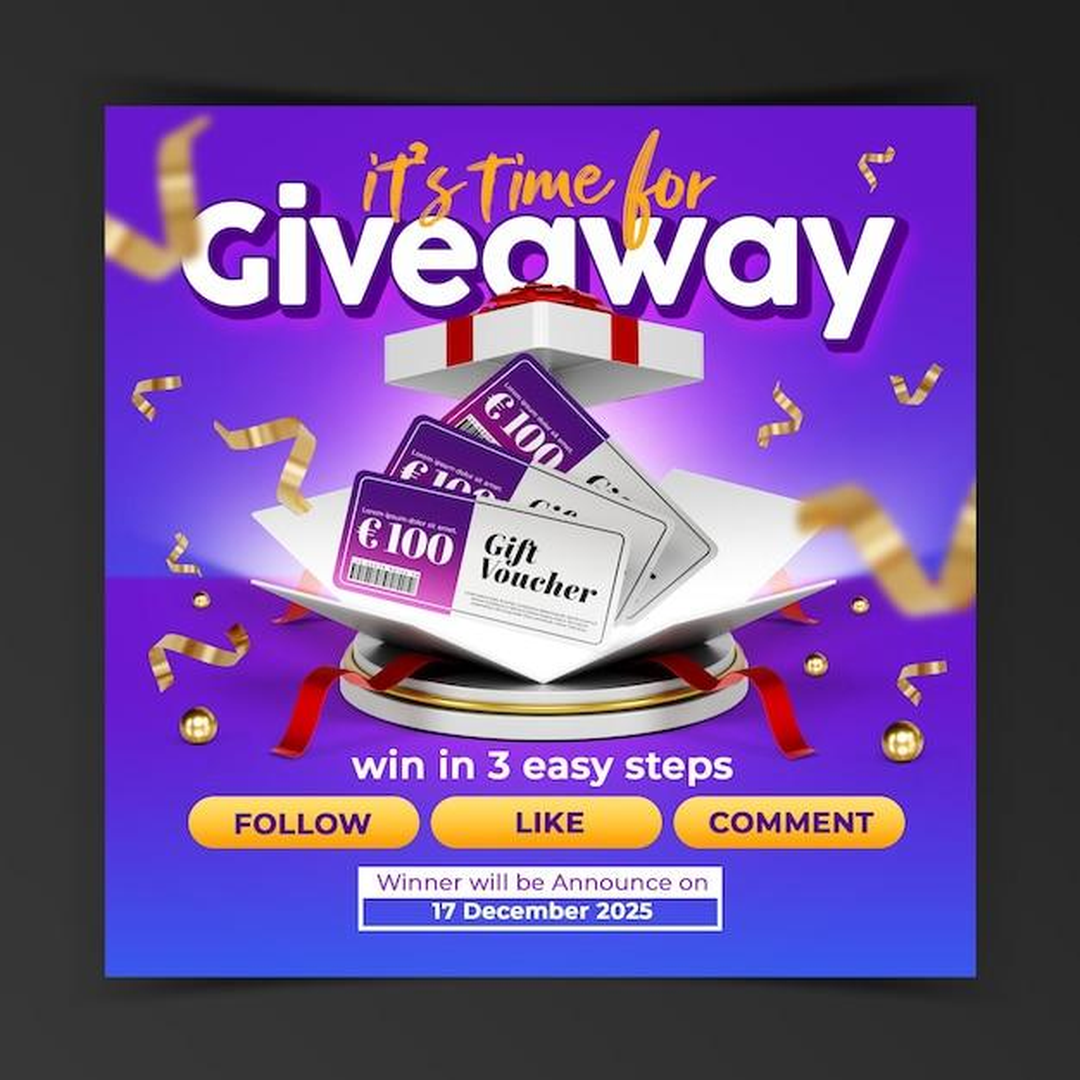 it's Time for
Giveaway
Lorem ipsum dolor sit amet.
€ 100
Lorem ipsum dolor sit amet.
€ 100
Lorem ipsum dolor sit amet.
€ 100
Gift
Voucher
win in 3 easy steps
FOLLOW
LIKE
COMMENT
Winner will be Announce on
17 December 2025